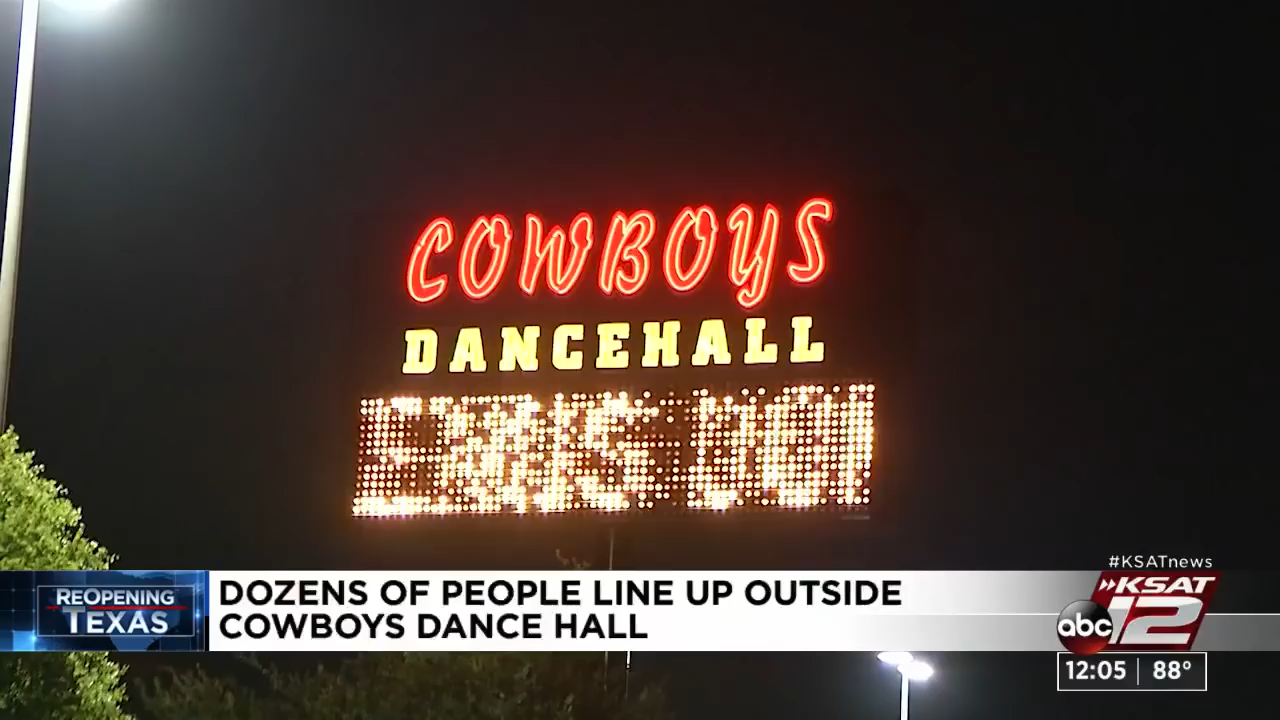 COWBOYS
DANCEHALL
#KSATnews
REOPENING
TEXAS
DOZENS OF PEOPLE LINE UP OUTSIDE
COWBOYS DANCE HALL
KSAT
abc 12
12:05 88°